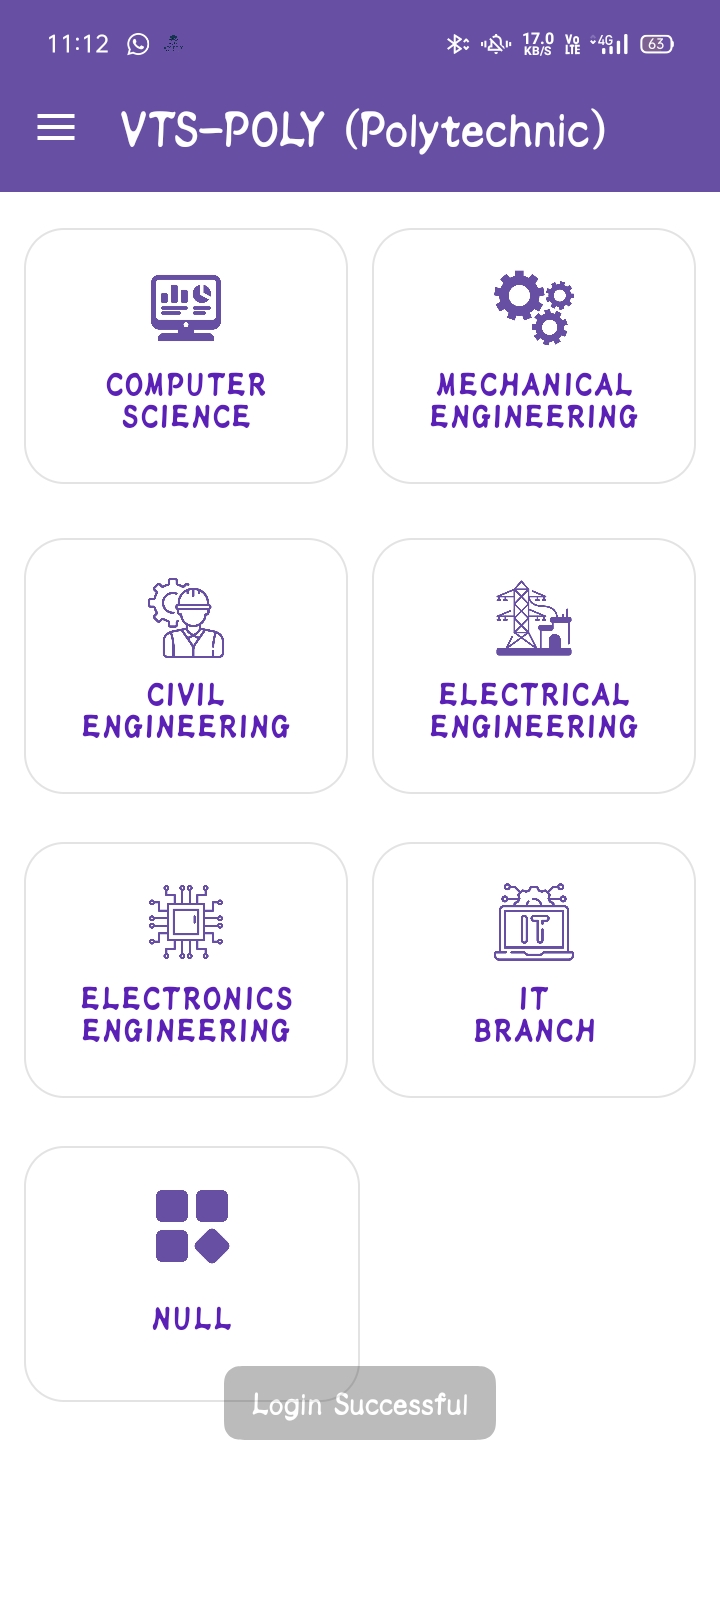 11:12 17.0 KB/S Vo LTE 4G 63
VTS-POLY (Polytechnic)
COMPUTER
SCIENCE
MECHANICAL
ENGINEERING
CIVIL
ENGINEERING
ELECTRICAL
ENGINEERING
ELECTRONICS
ENGINEERING
IT
IT
BRANCH
NULL
Login Successful